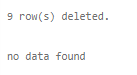 9 row(s) deleted.
no data found